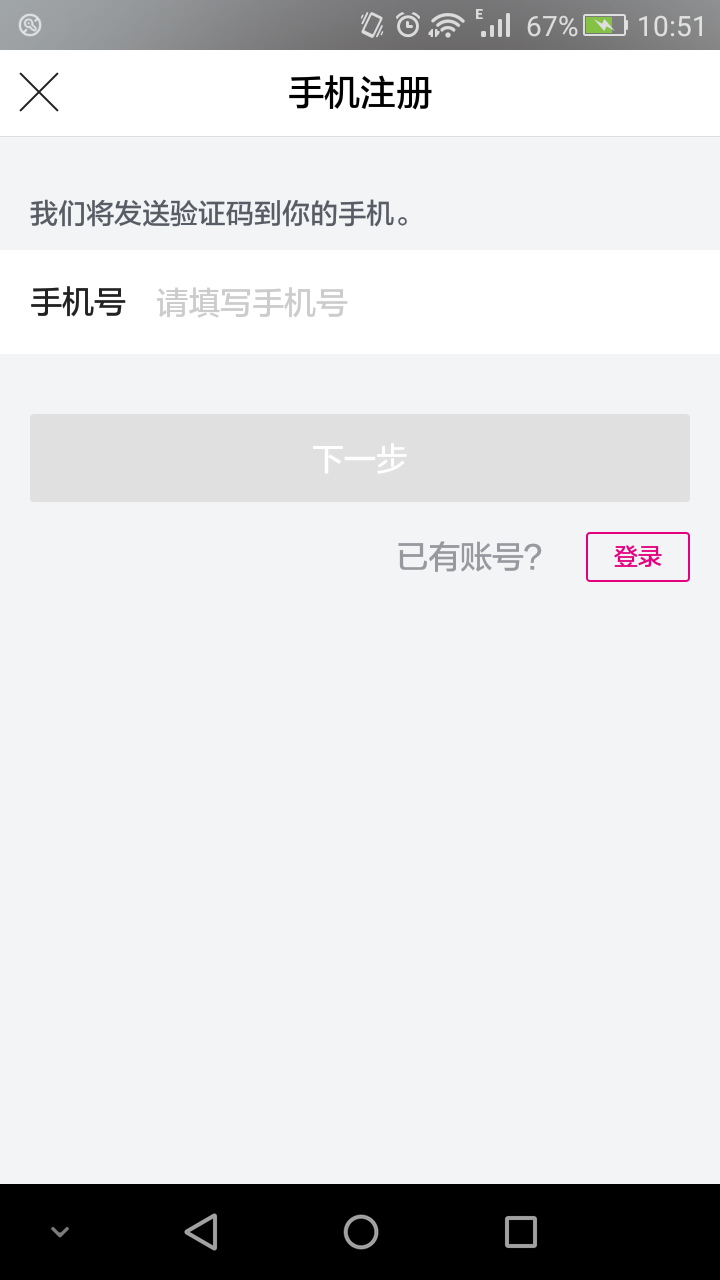 E 67% 10:51
手机注册
我们将发送验证码到你的手机。
手机号 请填写手机号
下一步
已有账号? 登录